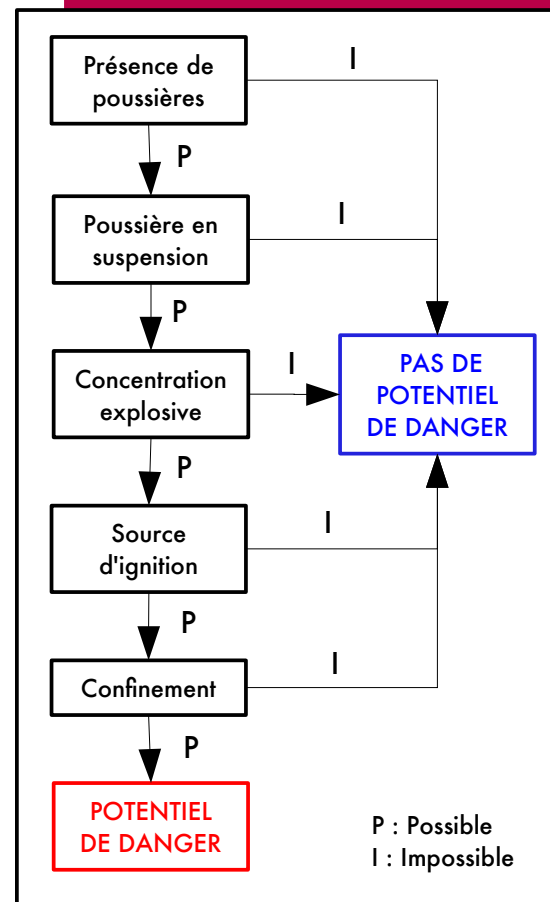 Présence de
poussières
I
P
Poussière en
suspension
I
P
Concentration
explosive
I
PAS DE
POTENTIEL
DE DANGER
P
Source
d'ignition
I
P
Confinement
I
P
POTENTIEL
DE DANGER
P : Possible
I : Impossible